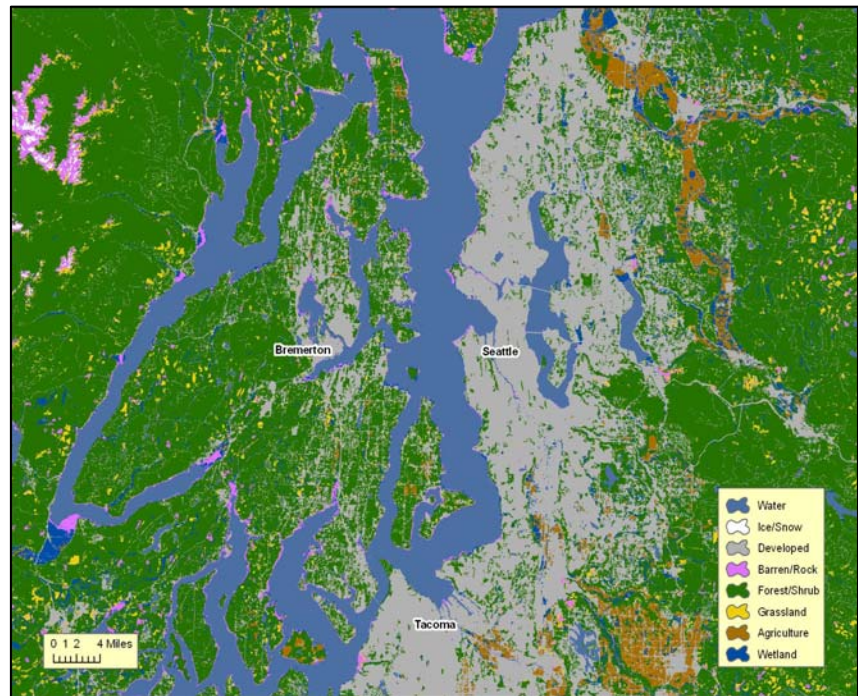 Bremerton
Seattle
Tacoma
0 1 2 4 Miles
Water
Ice/Snow
Developed
Barren/Rock
Forest/Shrub
Grassland
Agriculture
Wetland